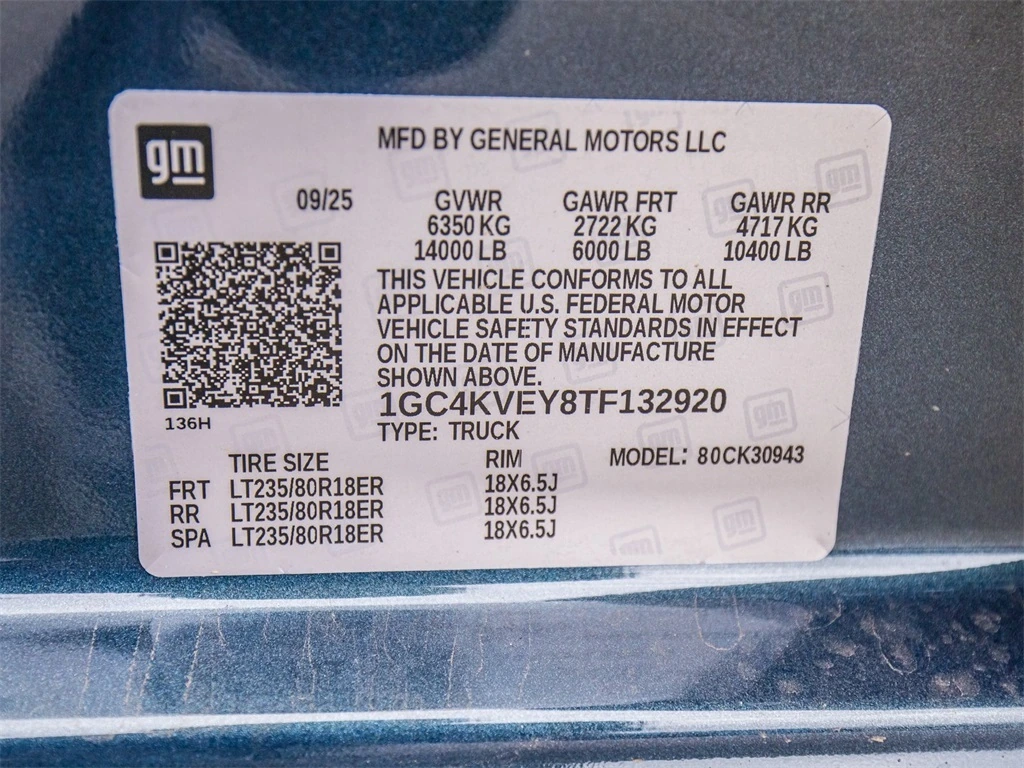 gm
MFD BY GENERAL MOTORS LLC
09/25 GVWR GAWR FRT GAWR RR
6350 KG 2722 KG 4717 KG
14000 LB 6000 LB 10400 LB
THIS VEHICLE CONFORMS TO ALL
APPLICABLE U.S. FEDERAL MOTOR
VEHICLE SAFETY STANDARDS IN EFFECT
ON THE DATE OF MANUFACTURE
SHOWN ABOVE.
1GC4KVEY8TF132920
136H
TYPE: TRUCK
TIRE SIZE RIM MODEL: 80CK30943
FRT LT235/80R18ER 18X6.5J
RR LT235/80R18ER 18X6.5J
SPA LT235/80R18ER 18X6.5J